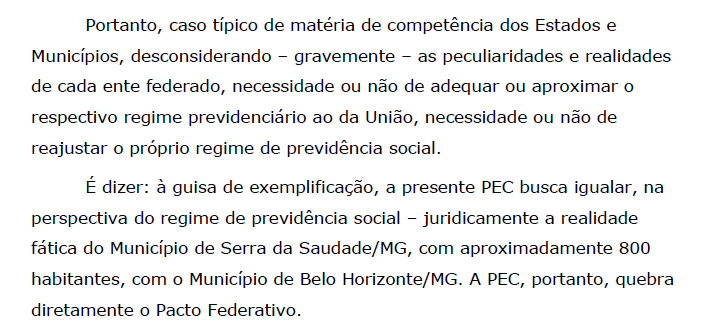 Portanto, caso típico de matéria de competência dos Estados e
Municípios, desconsiderando – gravemente – as peculiaridades e realidades
de cada ente federado, necessidade ou não de adequar ou aproximar o
respectivo regime previdenciário ao da União, necessidade ou não de
reajustar o próprio regime de previdência social.
É dizer: à guisa de exemplificação, a presente PEC busca igualar, na
perspectiva do regime de previdência social – juridicamente a realidade
fática do Município de Serra da Saudade/MG, com aproximadamente 800
habitantes, com o Município de Belo Horizonte/MG. A PEC, portanto, quebra
diretamente o Pacto Federativo.